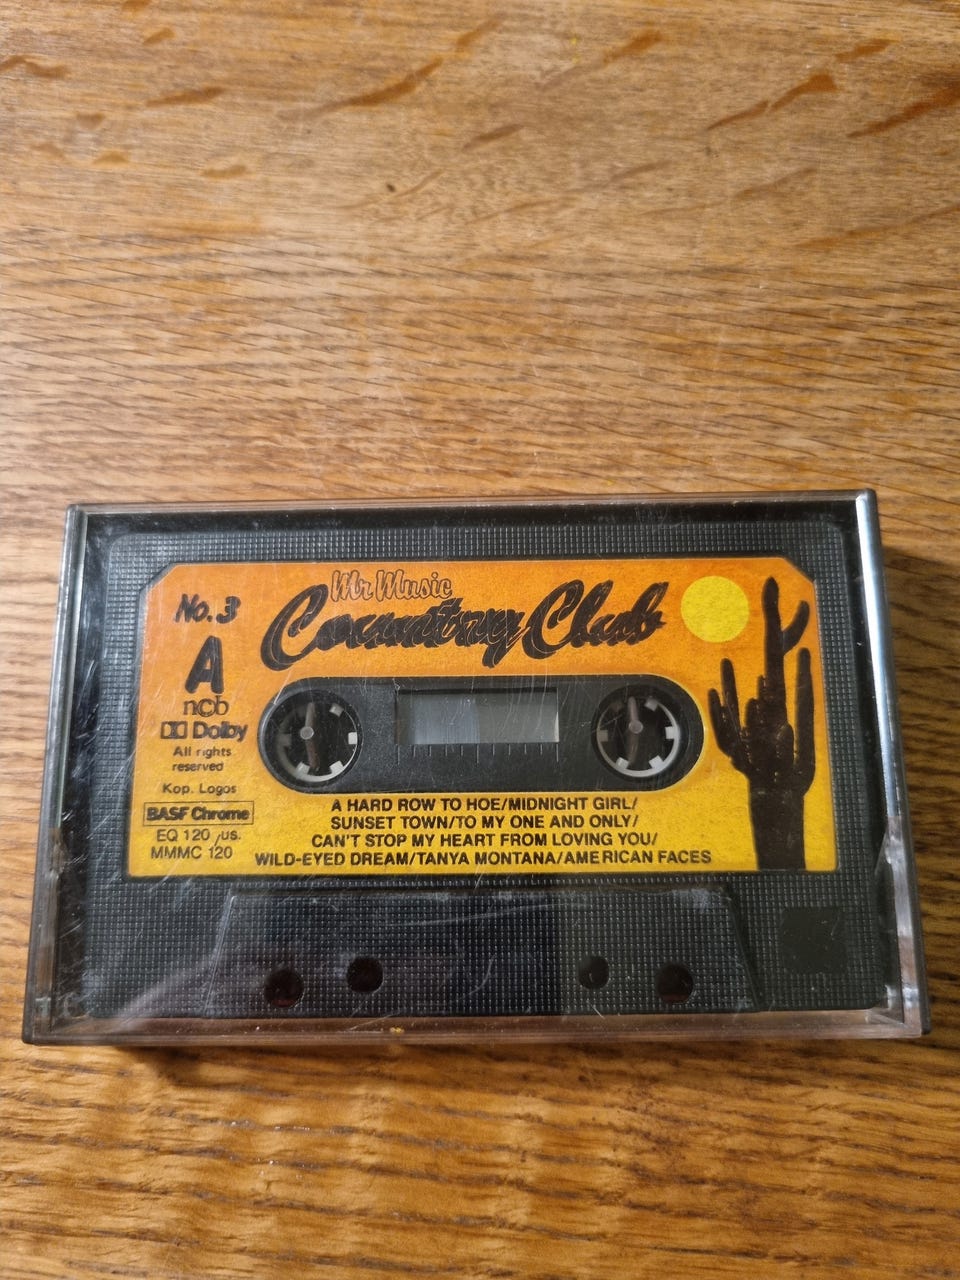 Mr Music
Country Club
No. 3
A
nCb
Dolby
All rights
reserved
Kop. Logos
BASF Chrome
EQ 120 µs.
MMMC 120
A HARD ROW TO HOE/MIDNIGHT GIRL/
SUNSET TOWN/TO MY ONE AND ONLY/
CAN'T STOP MY HEART FROM LOVING YOU/
WILD-EYED DREAM/TANYA MONTANA/AMERICAN FACES